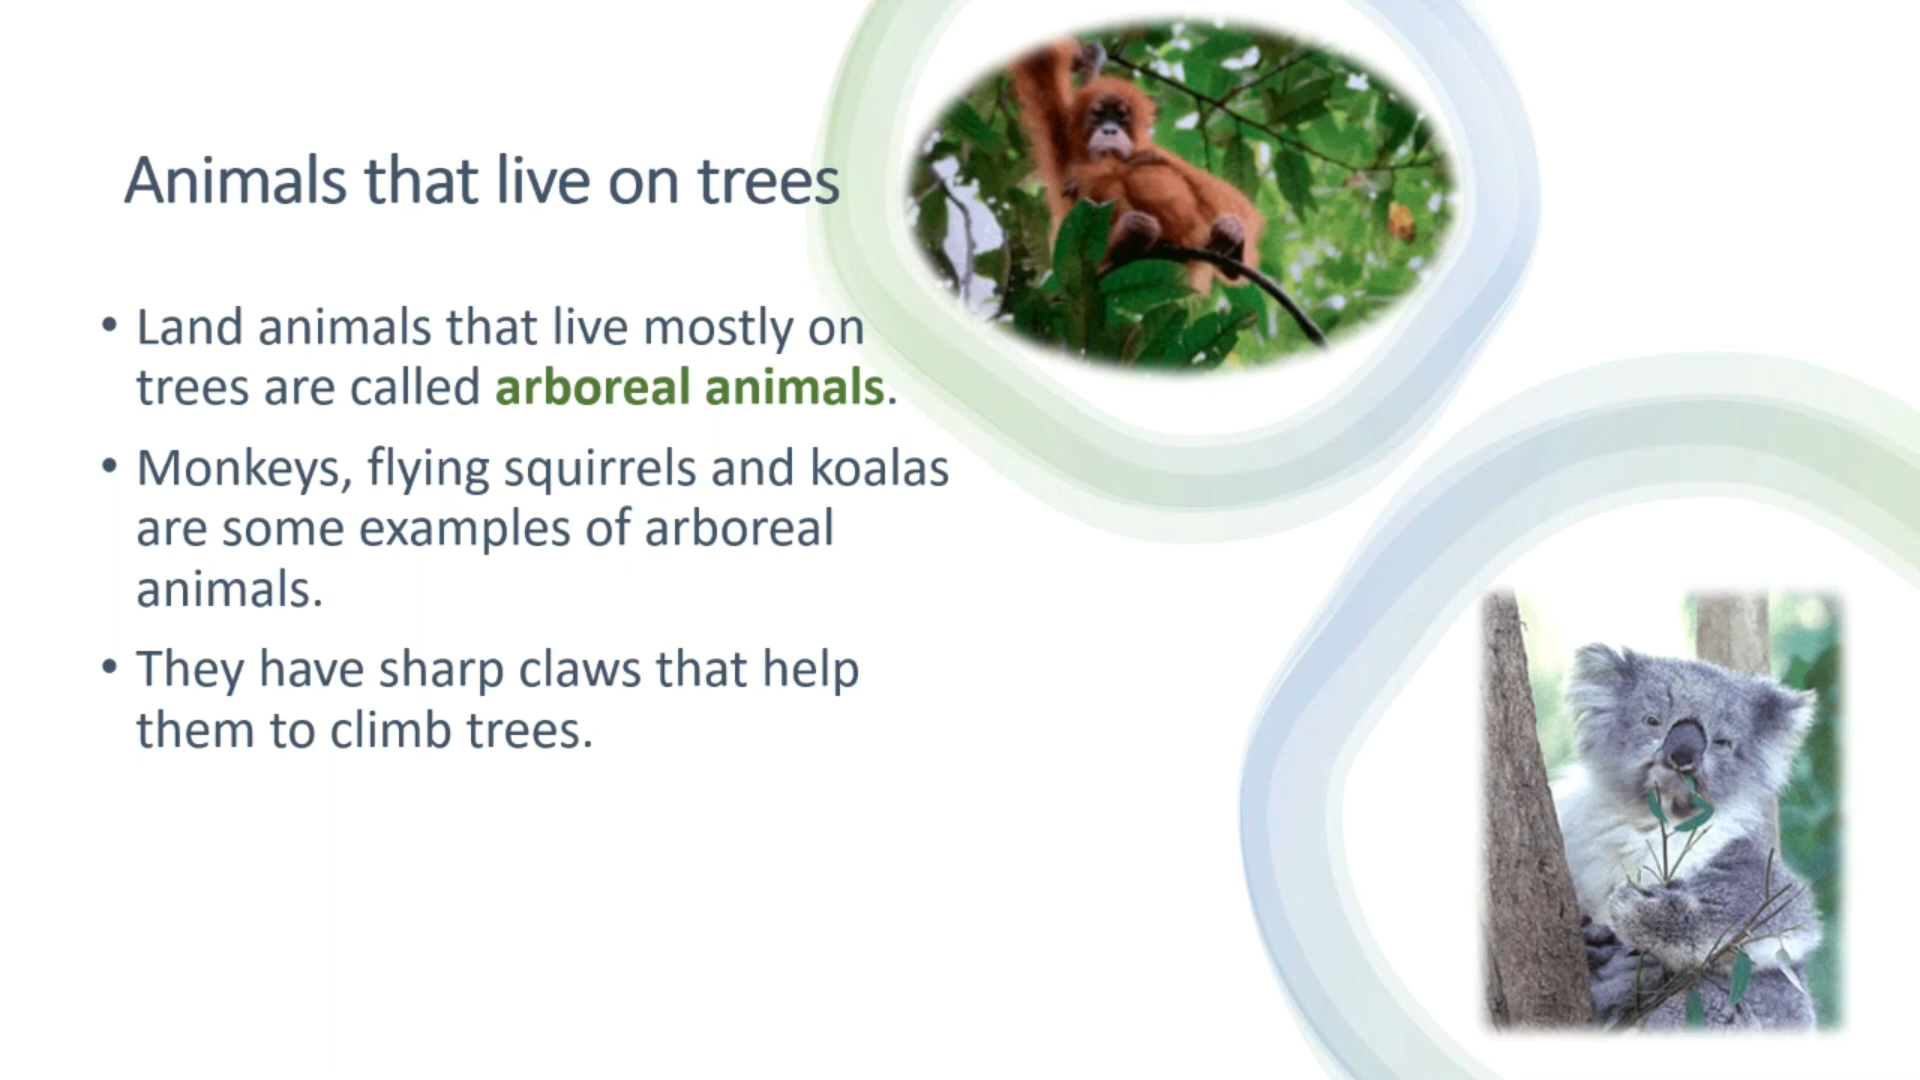 Animals that live on trees
• Land animals that live mostly on
trees are called arboreal animals.
• Monkeys, flying squirrels and koalas
are some examples of arboreal
animals.
• They have sharp claws that help
them to climb trees.